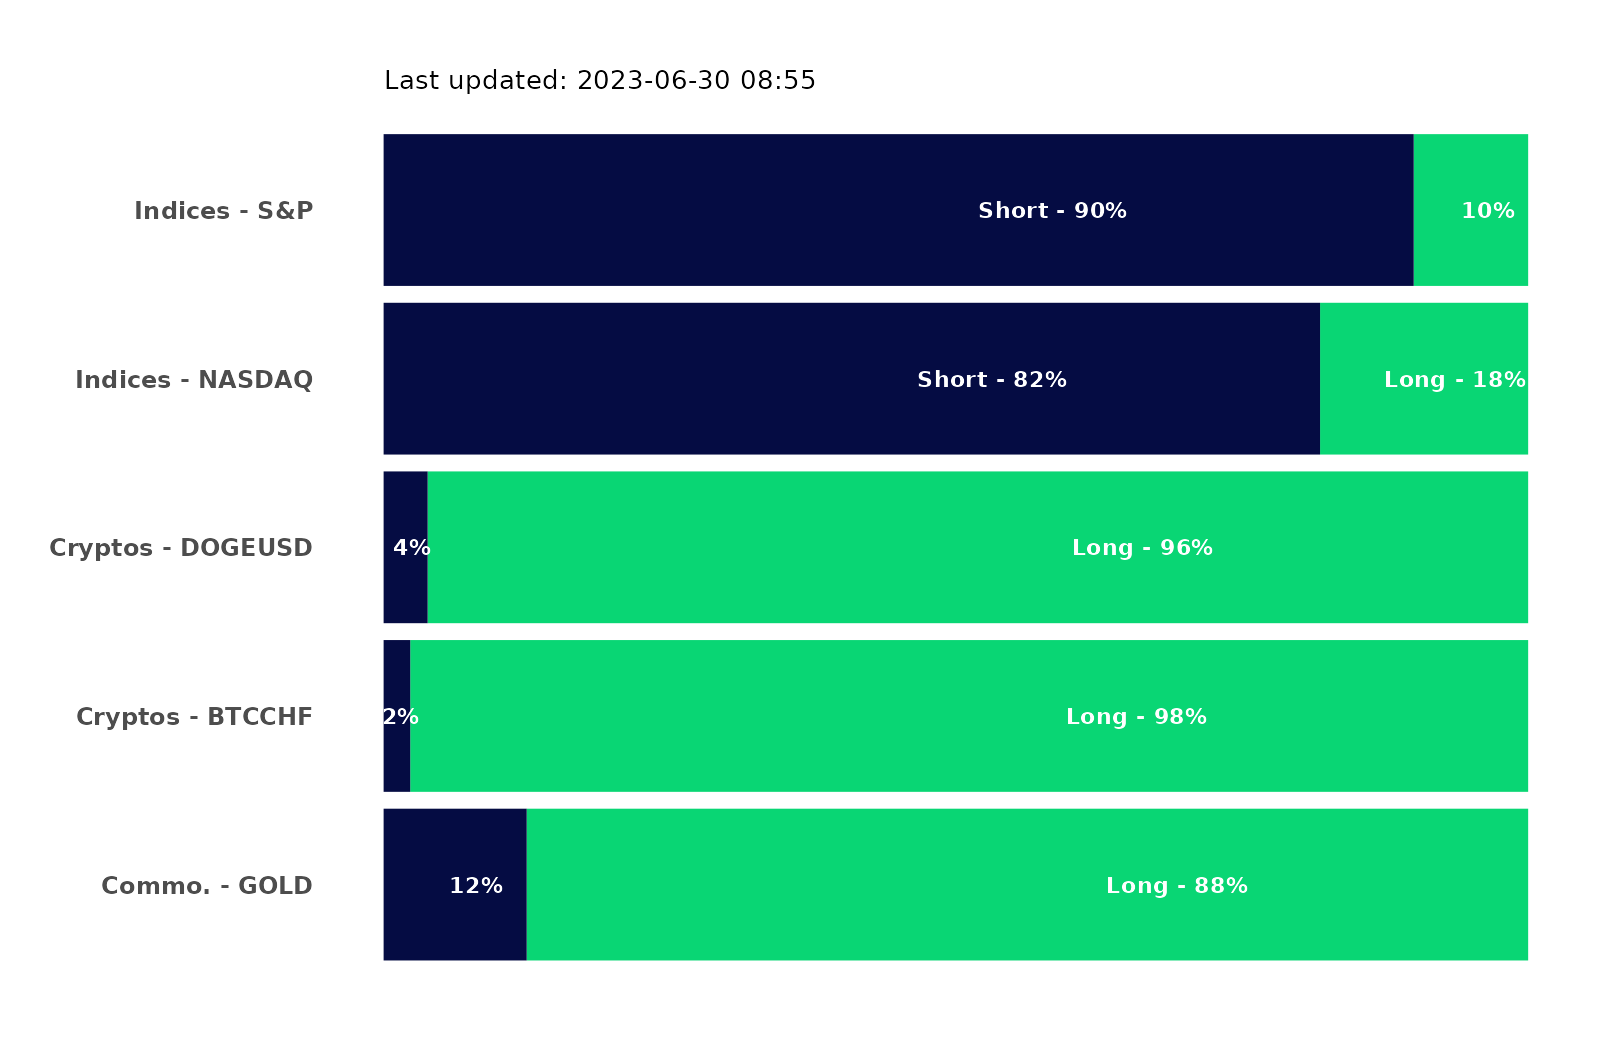 Last updated: 2023-06-30 08:55
Indices - S&P Short - 90% 10%
Indices - NASDAQ Short - 82% Long - 18%
Cryptos - DOGEUSD 4% Long - 96%
Cryptos - BTCCHF 2% Long - 98%
Commo. - GOLD 12% Long - 88%